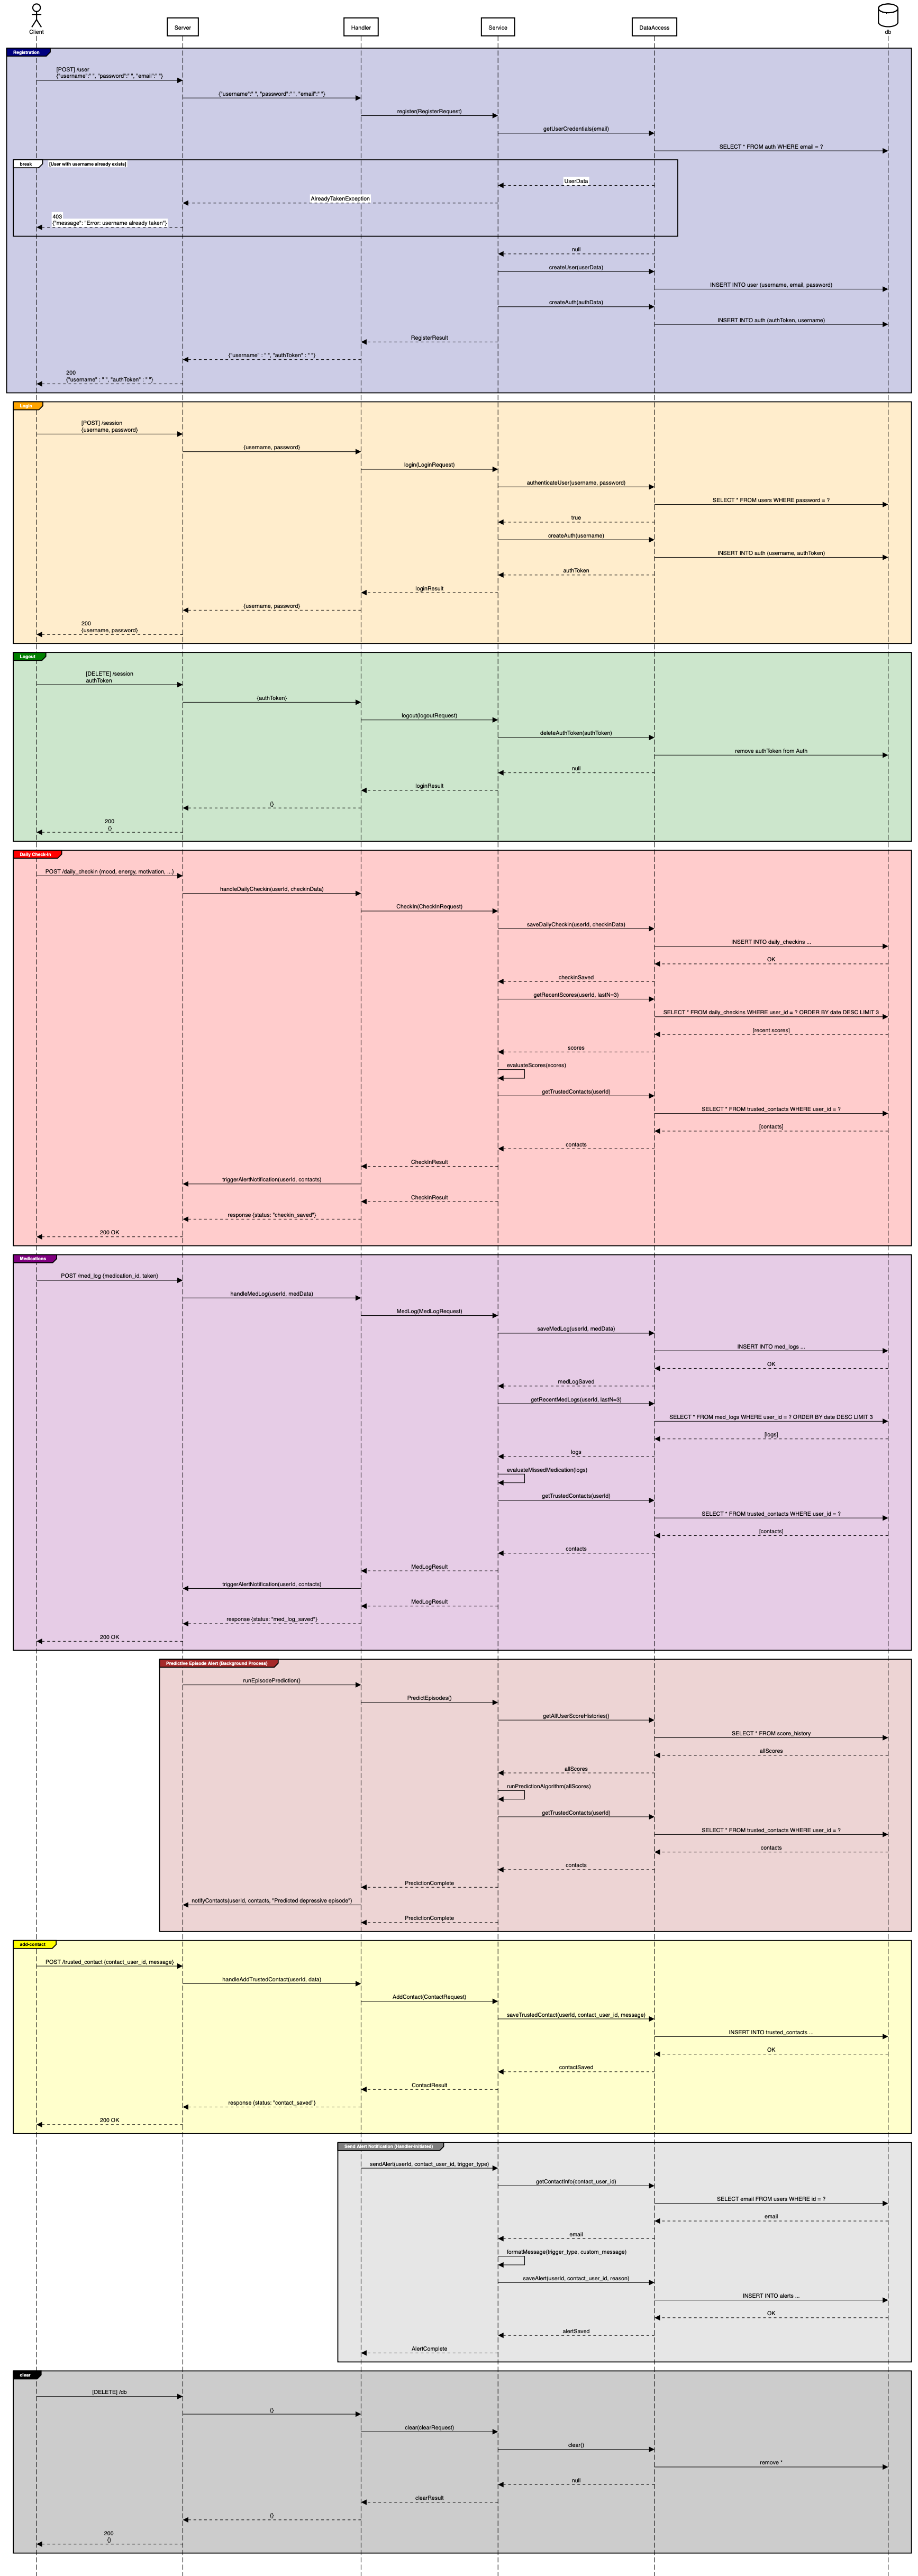 Client
Server
Handler
Service
DataAccess
db
Registration
[POST] /user
{"username":" ", "password":" ", "email":" "}
{"username":" ", "password":" ", "email":" "}
register(RegisterRequest)
getUserCredentials(email)
SELECT * FROM auth WHERE email = ?
break
[User with username already exists]
UserData
AlreadyTakenException
403
{"message": "Error: username already taken"}
null
createUser(userData)
INSERT INTO user (username, email, password)
createAuth(authData)
INSERT INTO auth (authToken, username)
RegisterResult
{"username" : " ", "authToken" : " "}
200
{"username" : " ", "authToken" : " "}
Login
[POST] /session
{username, password}
{username, password}
login(LoginRequest)
authenticateUser(username, password)
SELECT * FROM users WHERE password = ?
true
createAuth(username)
INSERT INTO auth (username, authToken)
authToken
loginResult
{username, password}
200
{username, password}
Logout
[DELETE] /session
authToken
{authToken}
logout(logoutRequest)
deleteAuthToken(authToken)
remove authToken from Auth
null
loginResult
{}
200
{}
Daily Check-In
POST /daily_checkin {mood, energy, motivation, ...}
handleDailyCheckin(userId, checkinData)
CheckIn(CheckInRequest)
saveDailyCheckin(userId, checkinData)
INSERT INTO daily_checkins ...
OK
checkinSaved
getRecentScores(userId, lastN=3)
SELECT * FROM daily_checkins WHERE user_id = ? ORDER BY date DESC LIMIT 3
[recent scores]
scores
evaluateScores(scores)
getTrustedContacts(userId)
SELECT * FROM trusted_contacts WHERE user_id = ?
[contacts]
contacts
CheckInResult
triggerAlertNotification(userId, contacts)
CheckInResult
response {status: "checkin_saved"}
200 OK
Medications
POST /med_log {medication_id, taken}
handleMedLog(userId, medData)
MedLog(MedLogRequest)
saveMedLog(userId, medData)
INSERT INTO med_logs ...
OK
medLogSaved
getRecentMedLogs(userId, lastN=3)
SELECT * FROM med_logs WHERE user_id = ? ORDER BY date DESC LIMIT 3
[logs]
logs
evaluateMissedMedication(logs)
getTrustedContacts(userId)
SELECT * FROM trusted_contacts WHERE user_id = ?
[contacts]
contacts
MedLogResult
triggerAlertNotification(userId, contacts)
MedLogResult
response {status: "med_log_saved"}
200 OK
Predictive Episode Alert (Background Process)
runEpisodePrediction()
PredictEpisodes()
getAllUserScoreHistories()
SELECT * FROM score_history
allScores
allScores
runPredictionAlgorithm(allScores)
getTrustedContacts(userId)
SELECT * FROM trusted_contacts WHERE user_id = ?
contacts
contacts
PredictionComplete
notifyContacts(userId, contacts, "Predicted depressive episode")
PredictionComplete
add-contact
POST /trusted_contact {contact_user_id, message}
handleAddTrustedContact(userId, data)
AddContact(ContactRequest)
saveTrustedContact(userId, contact_user_id, message)
INSERT INTO trusted_contacts ...
OK
contactSaved
ContactResult
response {status: "contact_saved"}
200 OK
Send Alert Notification (Handler-Initiated)
sendAlert(userId, contact_user_id, trigger_type)
getContactInfo(contact_user_id)
SELECT email FROM users WHERE id = ?
email
email
formatMessage(trigger_type, custom_message)
saveAlert(userId, contact_user_id, reason)
INSERT INTO alerts ...
OK
alertSaved
AlertComplete
clear
[DELETE] /db
{}
clear(clearRequest)
clear()
remove *
null
clearResult
{}
200
{}